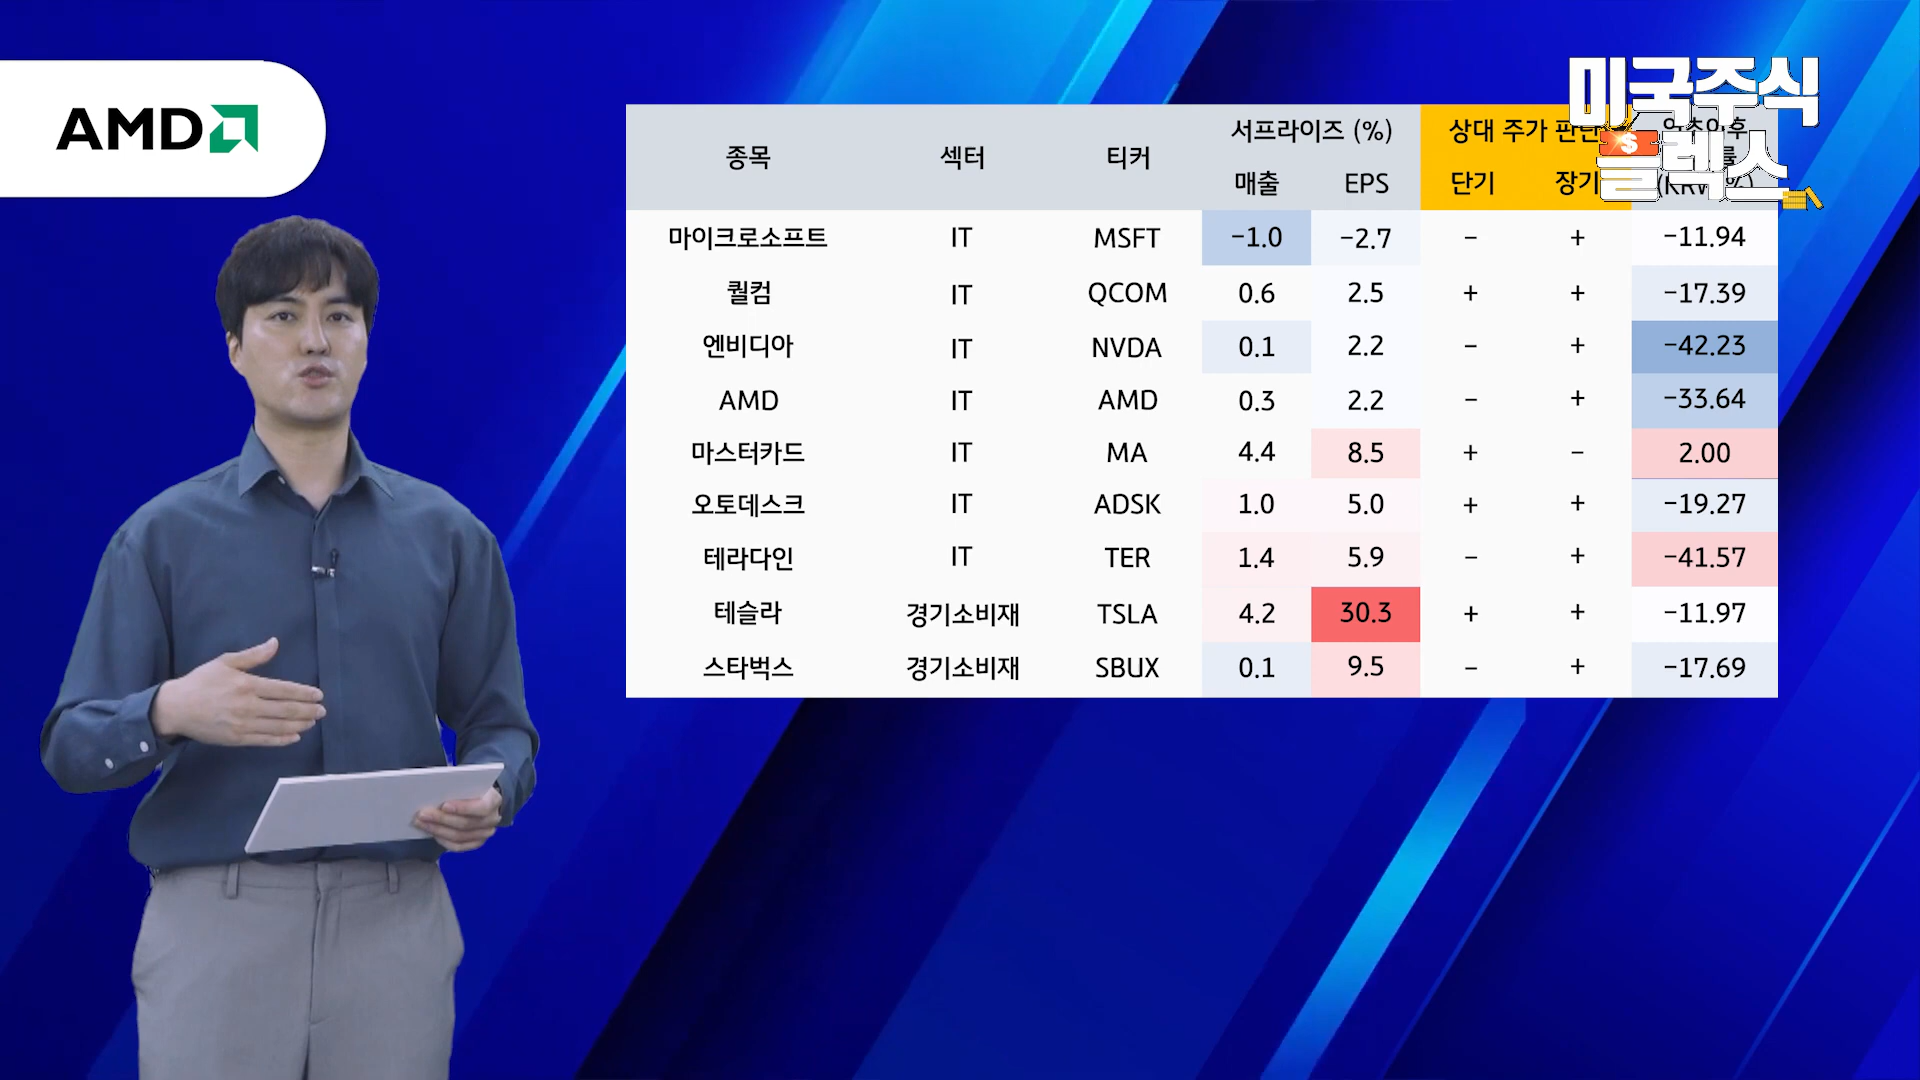 AMD
미국주식
플렉스
종목 섹터 티커 서프라이즈 (%) 상대 주가 판단
매출 EPS 단기 장기
마이크로소프트 IT MSFT -1.0 -2.7 - + -11.94
퀄컴 IT QCOM 0.6 2.5 + + -17.39
엔비디아 IT NVDA 0.1 2.2 - + -42.23
AMD IT AMD 0.3 2.2 - + -33.64
마스터카드 IT MA 4.4 8.5 + - 2.00
오토데스크 IT ADSK 1.0 5.0 + + -19.27
테라다인 IT TER 1.4 5.9 - + -41.57
테슬라 경기소비재 TSLA 4.2 30.3 + + -11.97
스타벅스 경기소비재 SBUX 0.1 9.5 - + -17.69